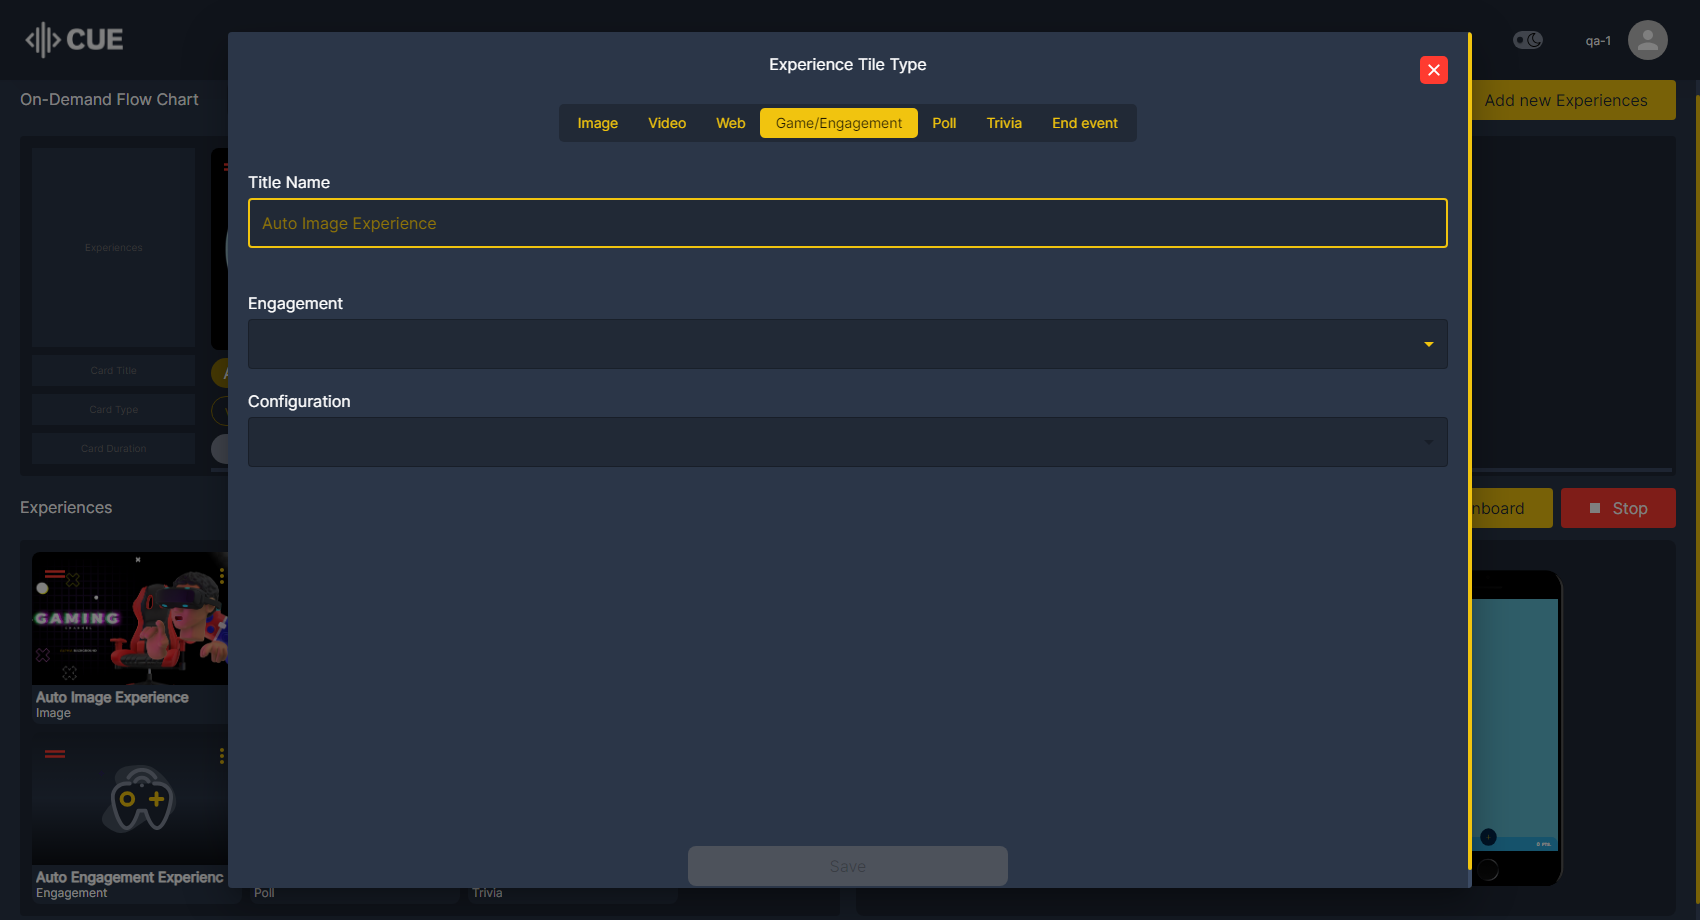 CUE
qa-1
Experience Tile Type
On-Demand Flow Chart
Add new Experiences
Image
Video
Web
Game/Engagement
Poll
Trivia
End event
Title Name
Auto Image Experience
Experiences
Engagement
Card Title
Card Type
Configuration
Card Duration
Experiences
nboard
Stop
GAMING
Auto Image Experience
Image
Save
Auto Engagement Experienc
Engagement
Poll
Trivia